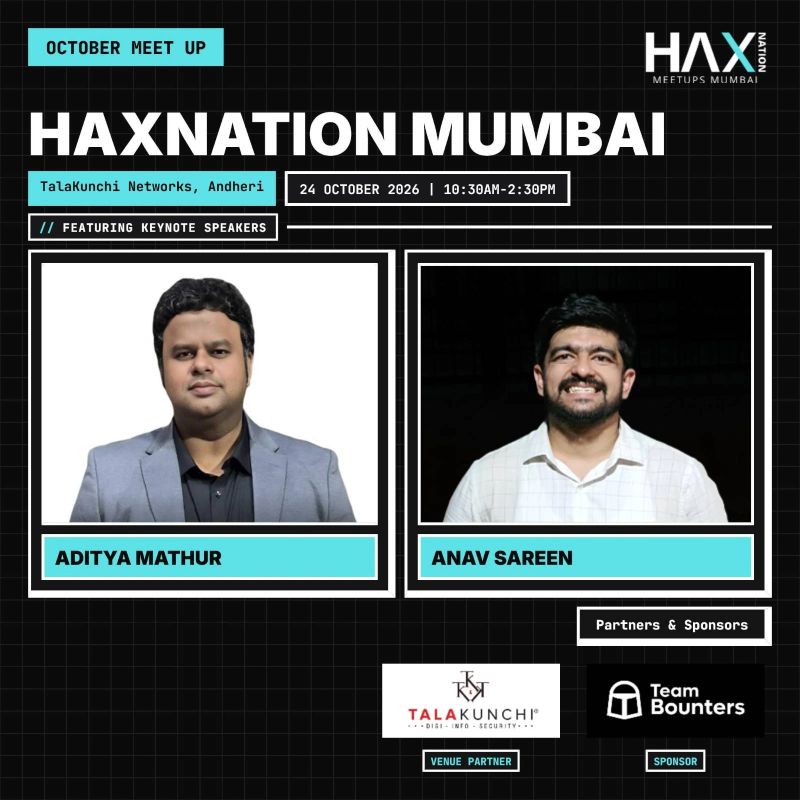 OCTOBER MEET UP
HAX
NATION
MEETUPS MUMBAI
HAXNATION MUMBAI
TalaKunchi Networks, Andheri
24 OCTOBER 2026 | 10:30AM-2:30PM
// FEATURING KEYNOTE SPEAKERS
ADITYA MATHUR
ANAV SAREEN
Partners & Sponsors
TALAKUNCHI®
DIGI - INFO - SECURITY
Team
Bounters
VENUE PARTNER
SPONSOR